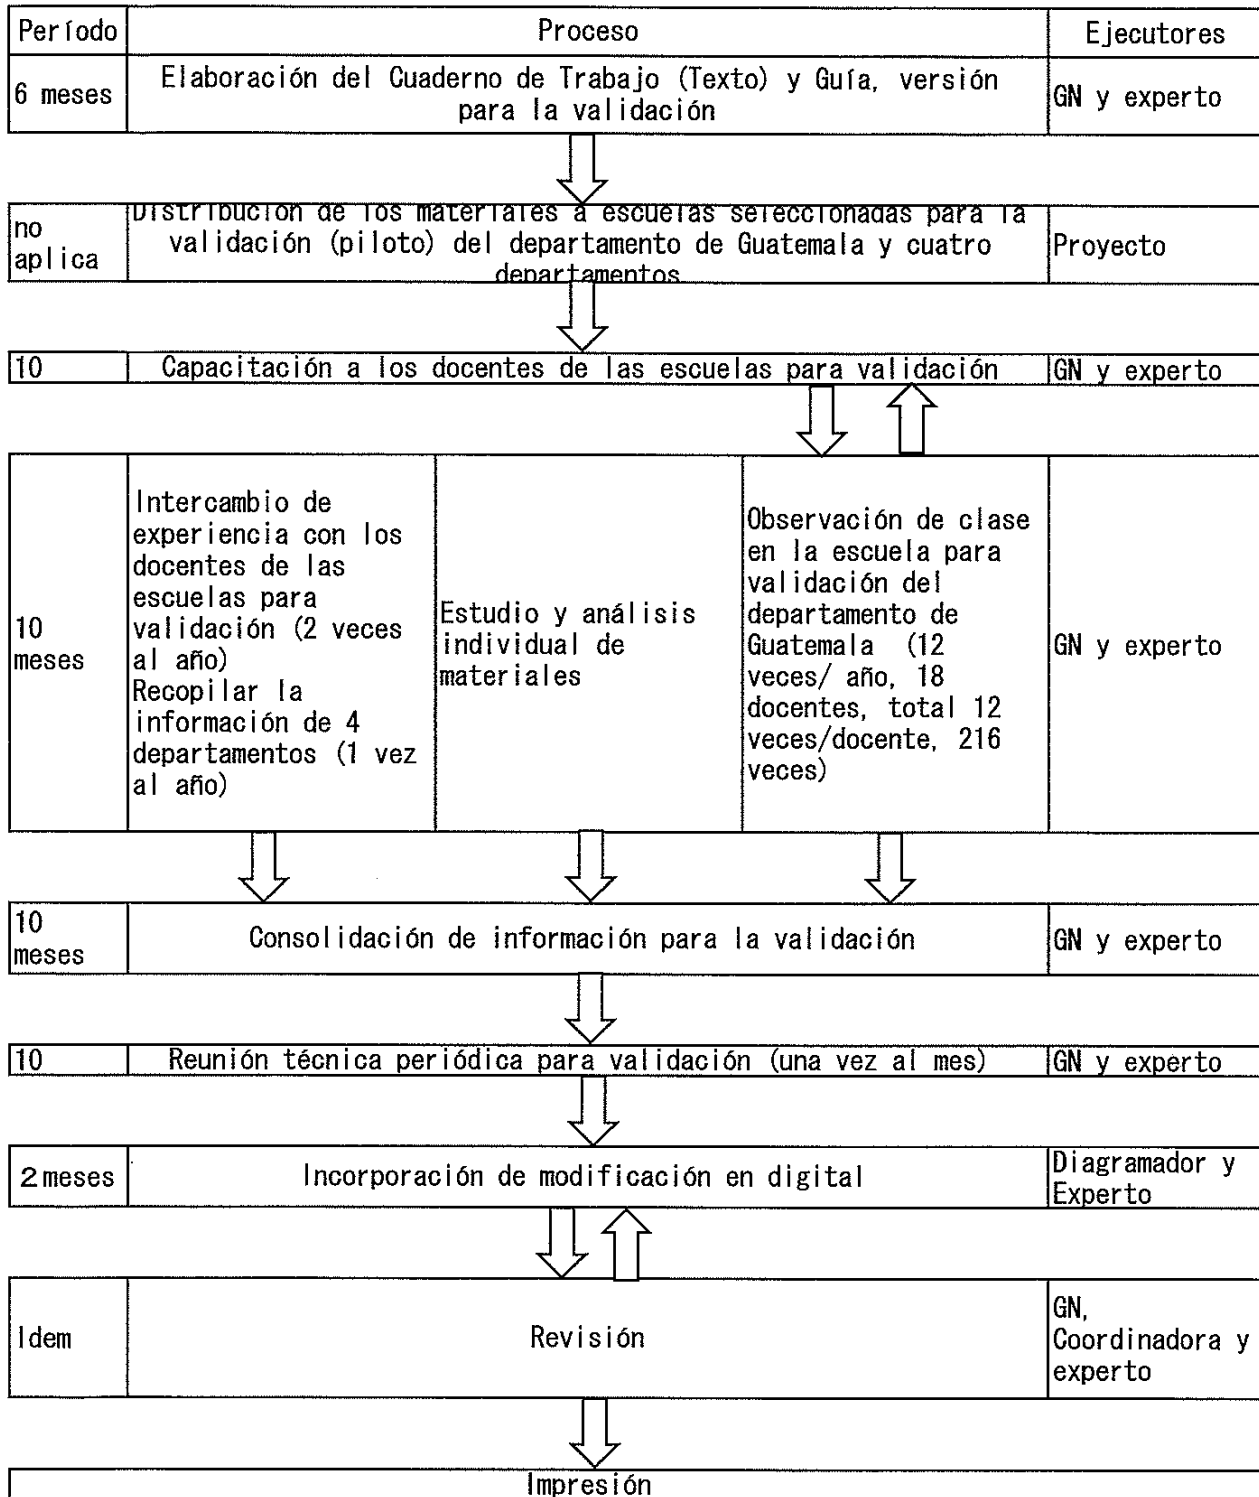 Período
Proceso
Ejecutores
6 meses
Elaboración del Cuaderno de Trabajo (Texto) y Guía, versión
para la validación
GN y experto
no
aplica
Distribución de los materiales a escuelas seleccionadas para la
validación (piloto) del departamento de Guatemala y cuatro
departamentos
Proyecto
10
Capacitación a los docentes de las escuelas para validación
GN y experto
10
meses
Intercambio de
experiencia con los
docentes de las
escuelas para
validación (2 veces
al año)
Recopilar la
información de 4
departamentos (1 vez
al año)
Estudio y análisis
individual de
materiales
Observación de clase
en la escuela para
validación del
departamento de
Guatemala (12
veces/ año, 18
docentes, total 12
veces/docente, 216
veces)
GN y experto
10
meses
Consolidación de información para la validación
GN y experto
10
Reunión técnica periódica para validación (una vez al mes)
GN y experto
2 meses
Incorporación de modificación en digital
Diagramador y
Experto
Idem
Revisión
GN,
Coordinadora y
experto
Impresión